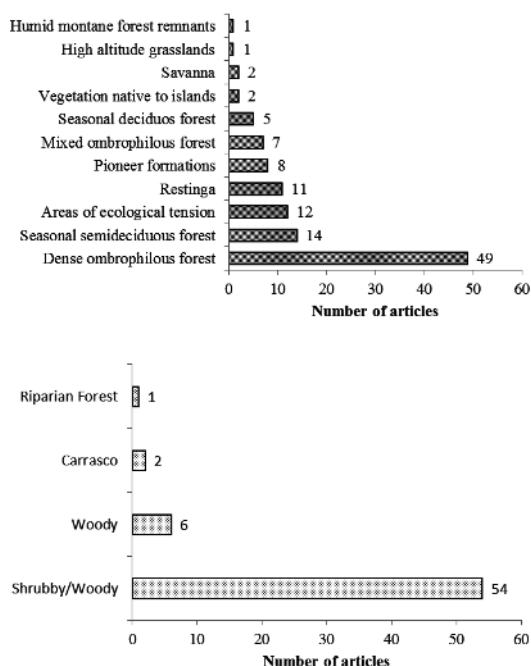 Humid montane forest remnants 1
High altitude grasslands 1
Savanna 2
Vegetation native to islands 2
Seasonal deciduos forest 5
Mixed ombrophilous forest 7
Pioneer formations 8
Restinga 11
Areas of ecological tension 12
Seasonal semideciduous forest 14
Dense ombrophilous forest 49
0 10 20 30 40 50 60
Number of articles
Riparian Forest 1
Carrasco 2
Woody 6
Shrubby/Woody 54
0 10 20 30 40 50 60
Number of articles